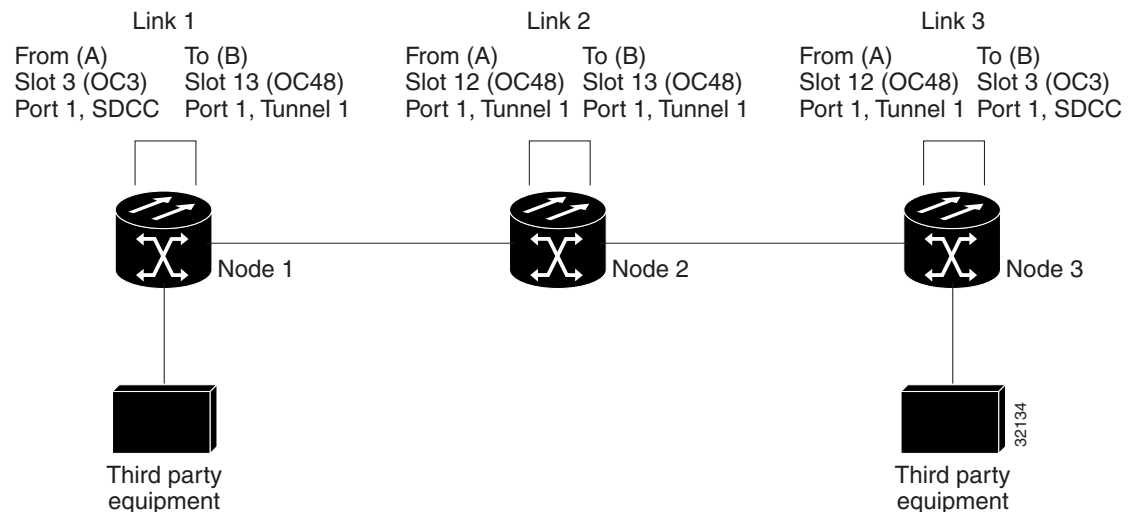 Link 1
From (A) To (B)
Slot 3 (OC3) Slot 13 (OC48)
Port 1, SDCC Port 1, Tunnel 1
Link 2
From (A) To (B)
Slot 12 (OC48) Slot 13 (OC48)
Port 1, Tunnel 1 Port 1, Tunnel 1
Link 3
From (A) To (B)
Slot 12 (OC48) Slot 3 (OC3)
Port 1, Tunnel 1 Port 1, SDCC
Node 1
Node 2
Node 3
Third party
equipment
Third party
equipment
32134